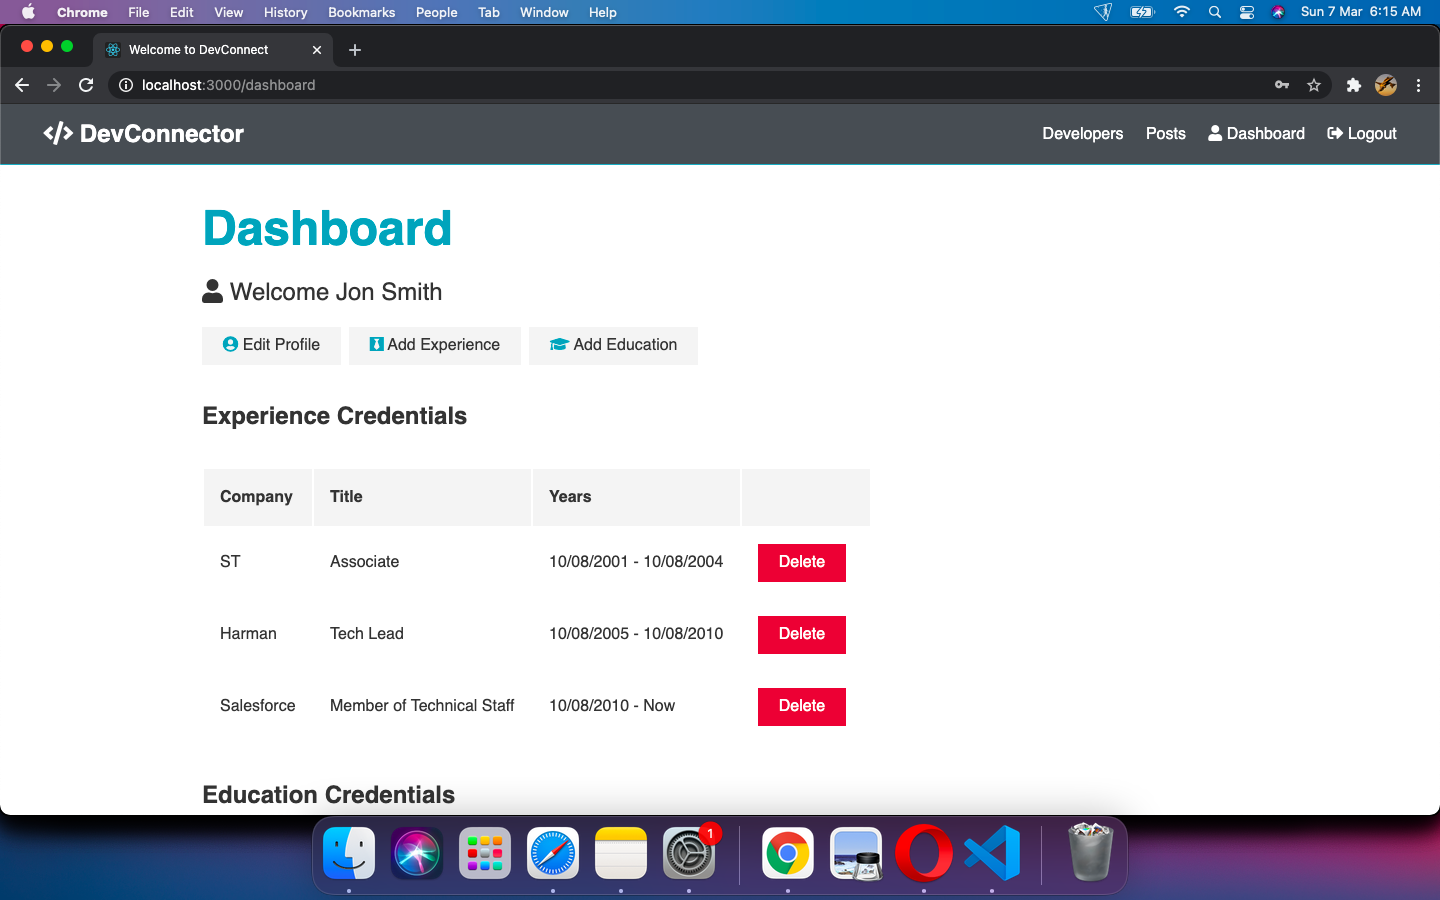 Chrome File Edit View History Bookmarks People Tab Window Help Sun 7 Mar 6:15 AM
Welcome to DevConnect
localhost:3000/dashboard
</> DevConnector Developers Posts Dashboard Logout
Dashboard
Welcome Jon Smith
Edit Profile Add Experience Add Education
Experience Credentials
Company Title Years
ST Associate 10/08/2001 - 10/08/2004 Delete
Harman Tech Lead 10/08/2005 - 10/08/2010 Delete
Salesforce Member of Technical Staff 10/08/2010 - Now Delete
Education Credentials
1